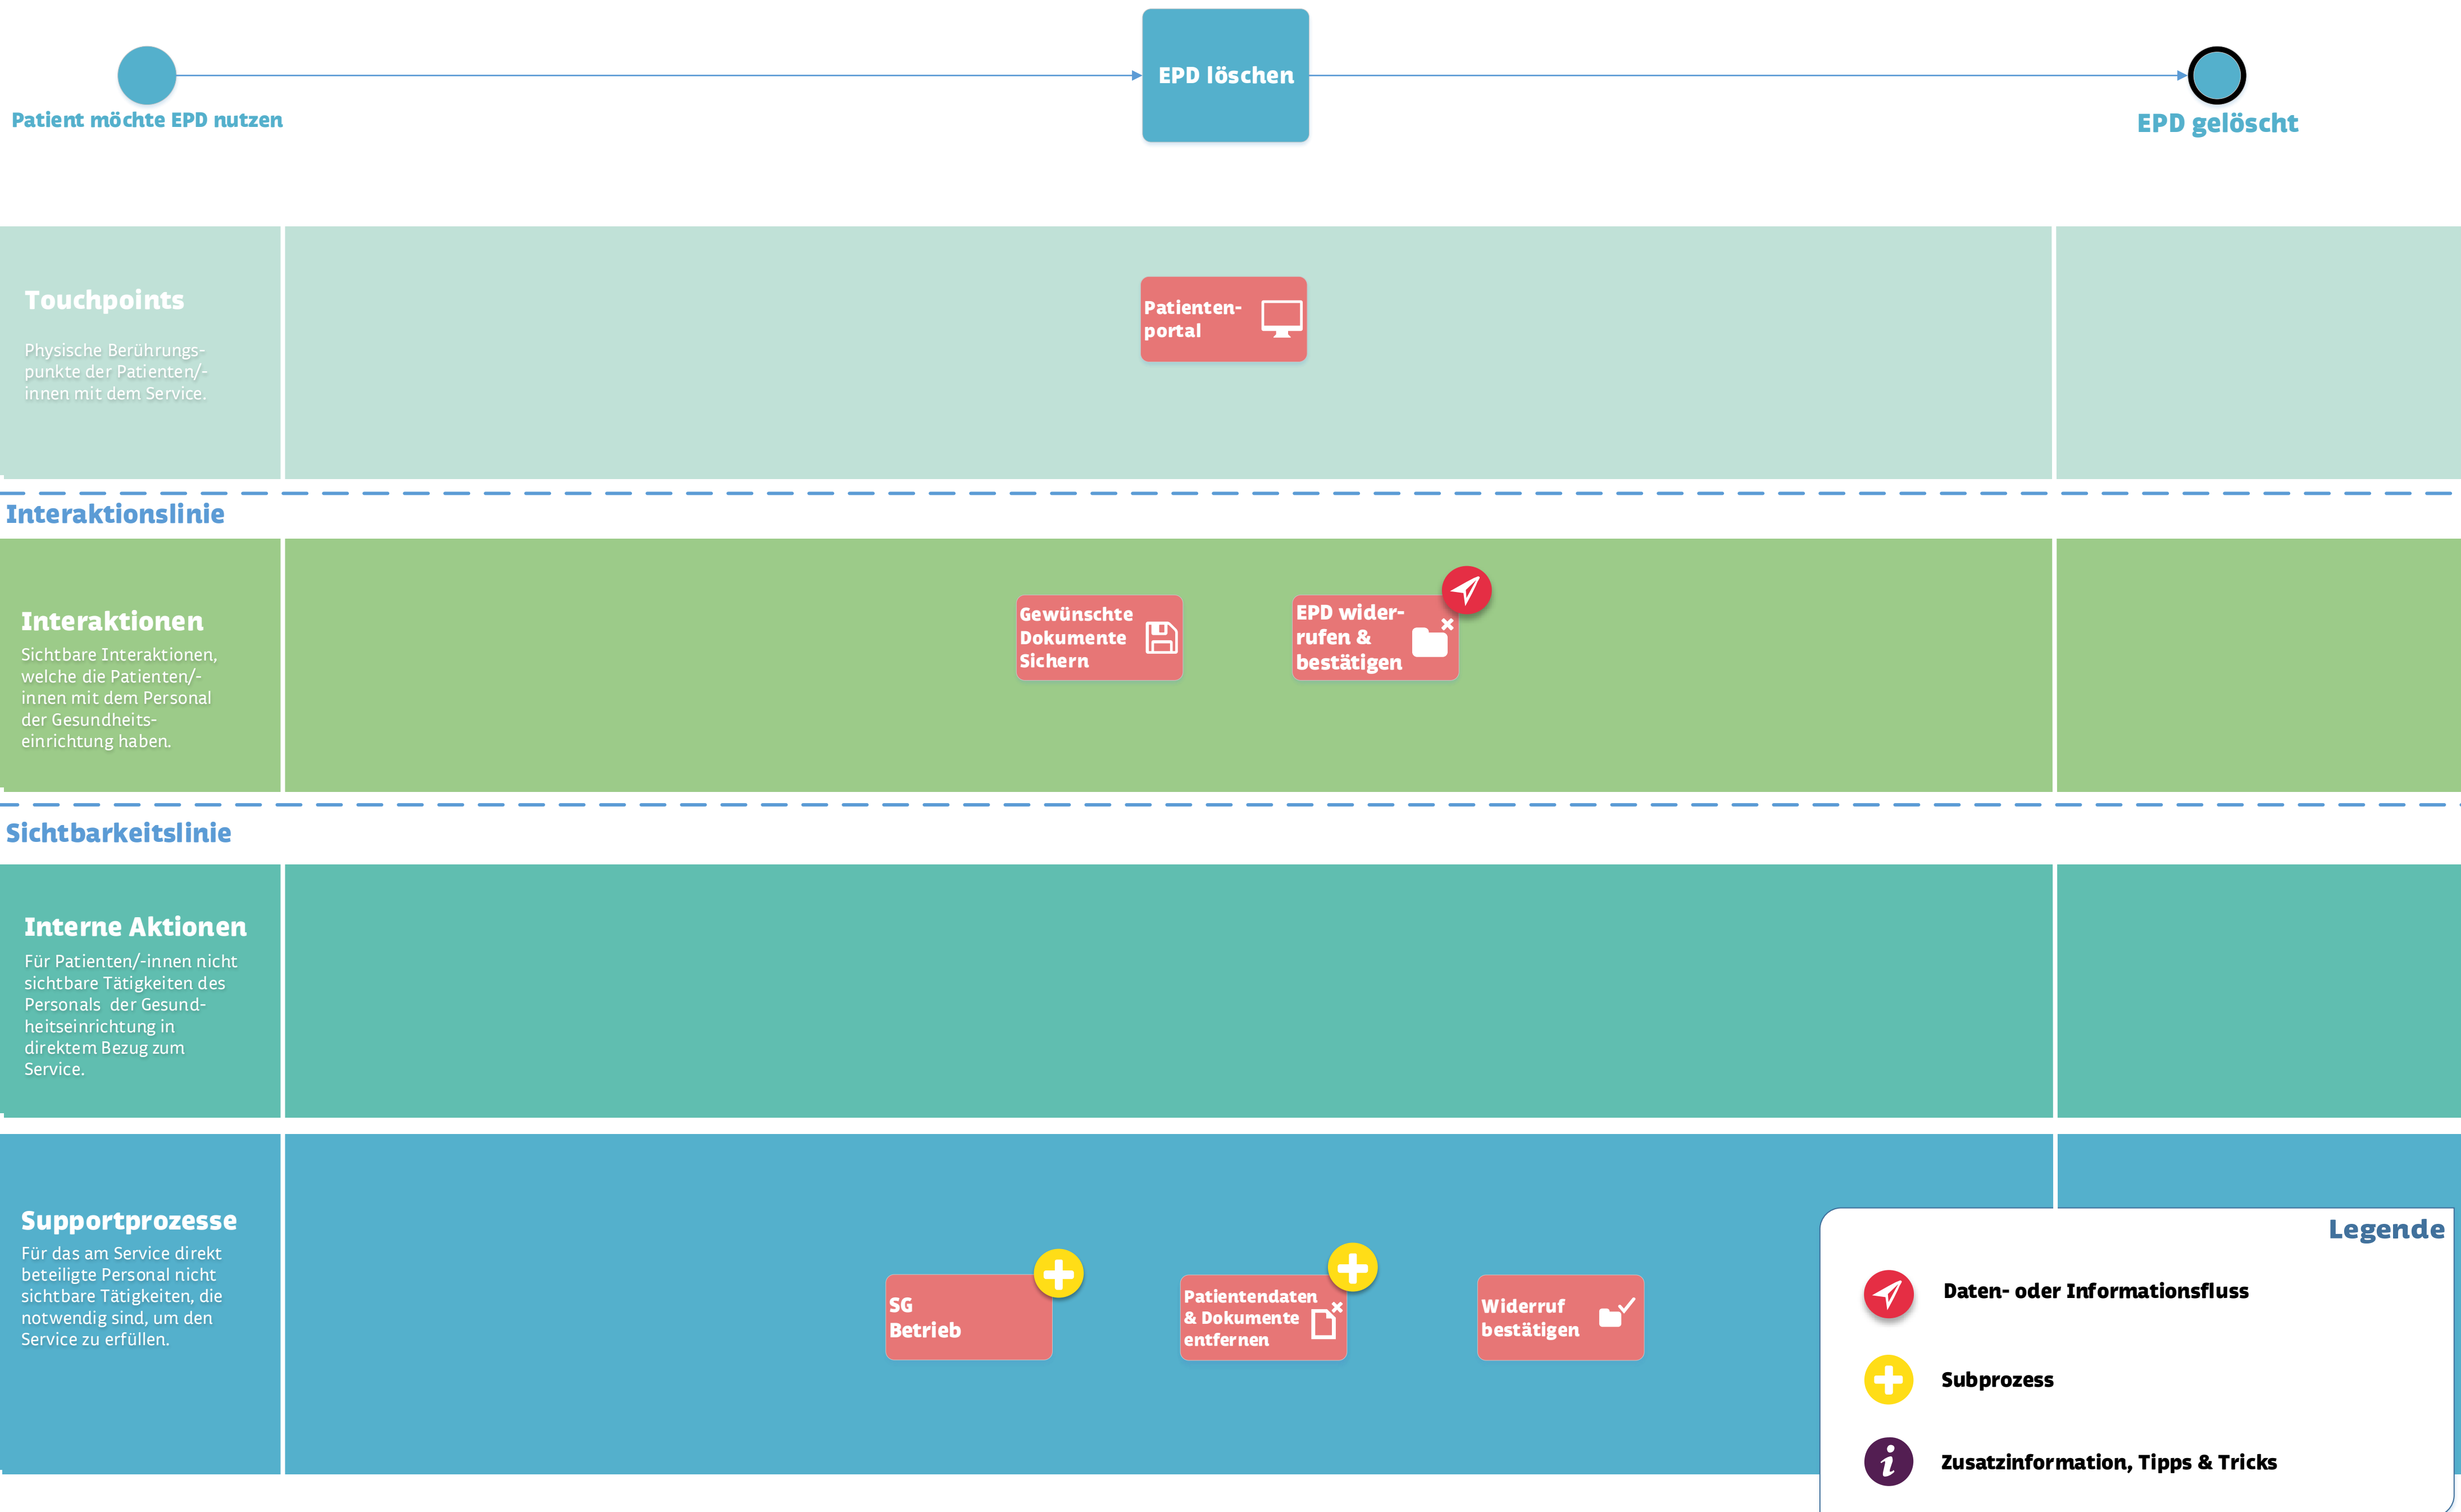 EPD löschen
Patient möchte EPD nutzen
EPD gelöscht
Touchpoints
Physische Berührungs-
punkte der Patienten/-
innen mit dem Service.
Patienten-
portal
Interaktionslinie
Interaktionen
Sichtbare Interaktionen,
welche die Patienten/-
innen mit dem Personal
der Gesundheits-
einrichtung haben.
Gewünschte
Dokumente
Sichern
EPD wider-
rufen &
bestätigen
Sichtbarkeitslinie
Interne Aktionen
Für Patienten/-innen nicht
sichtbare Tätigkeiten des
Personals der Gesund-
heitseinrichtung in
direktem Bezug zum
Service.
Supportprozesse
Für das am Service direkt
beteiligte Personal nicht
sichtbare Tätigkeiten, die
notwendig sind, um den
Service zu erfüllen.
SG
Betrieb
Patientendaten
& Dokumente
entfernen
Widerruf
bestätigen
Legende
Daten- oder Informationsfluss
Subprozess
Zusatzinformation, Tipps & Tricks